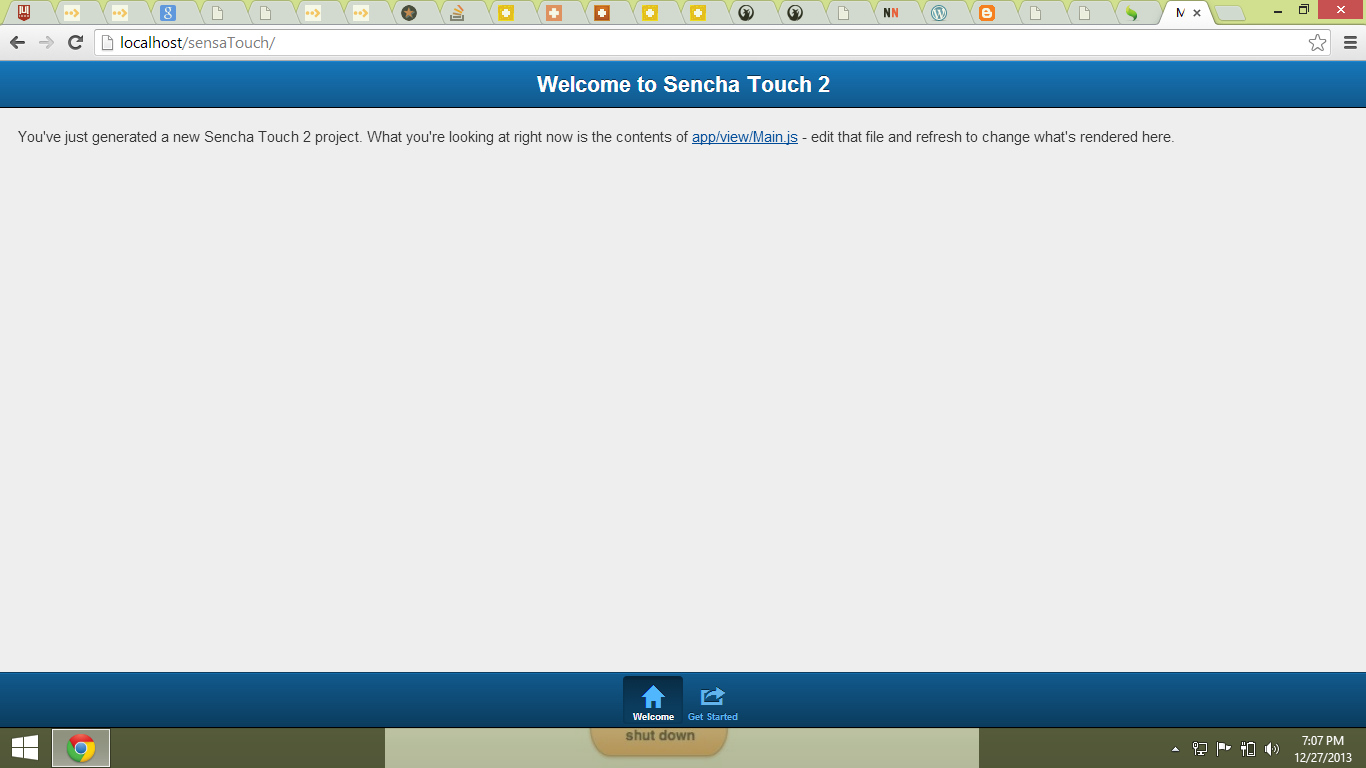 M
localhost/sensaTouch/
Welcome to Sencha Touch 2
You've just generated a new Sencha Touch 2 project. What you're looking at right now is the contents of app/view/Main.js - edit that file and refresh to change what's rendered here.
Welcome
Get Started
shut down
7:07 PM
12/27/2013